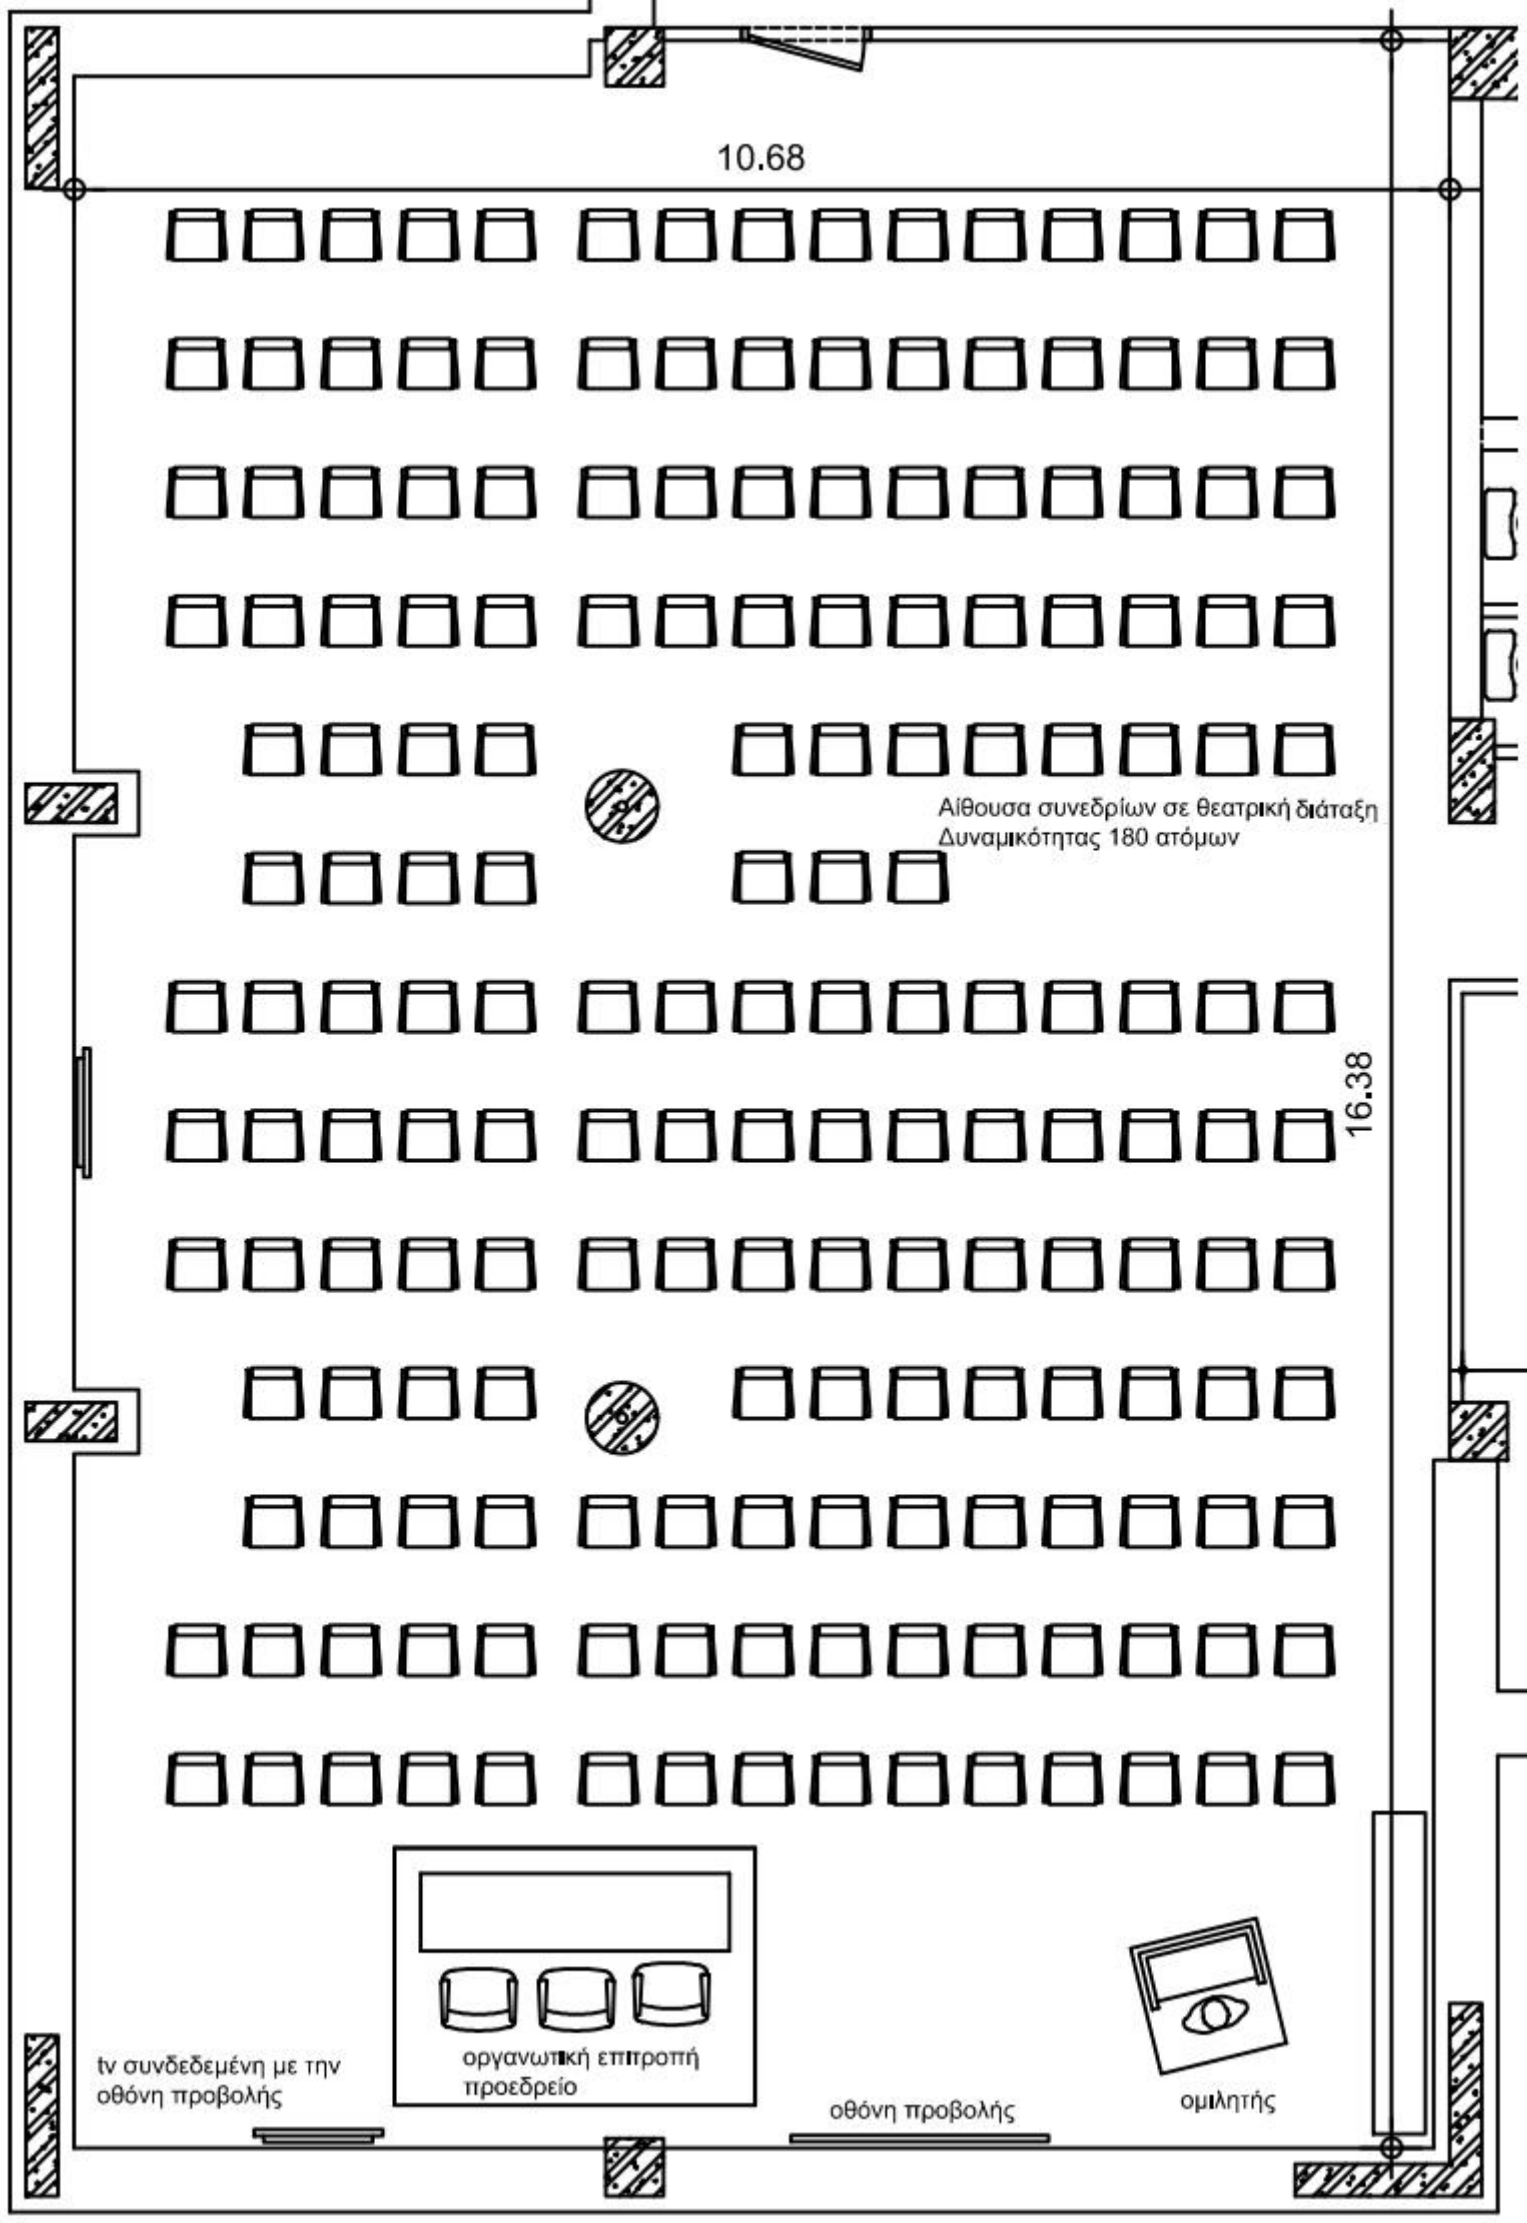 10.68
Αίθουσα συνεδρίων σε θεατρική διάταξη
Δυναμικότητας 180 ατόμων
16.38
tv συνδεδεμένη με την
οθόνη προβολής
οργανωτική επιτροπή
προεδρείο
οθόνη προβολής
ομιλητής